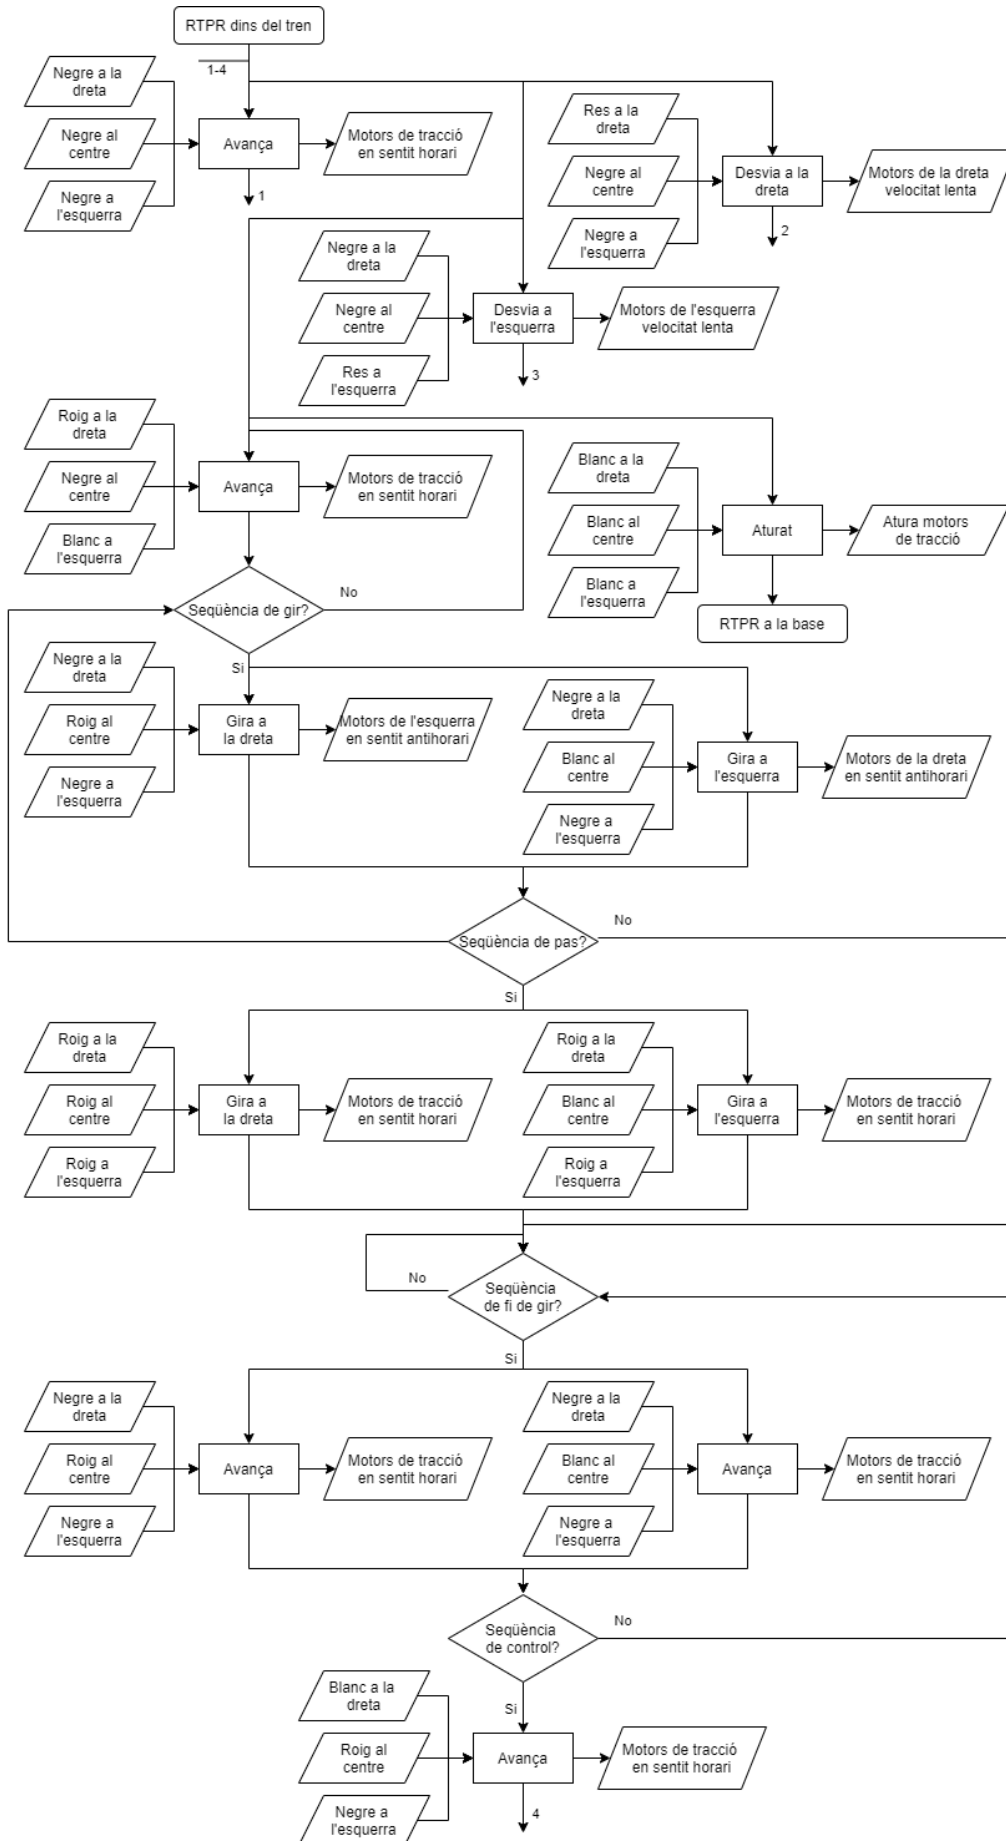 RTPR dins del tren
1-4
Negre a la
dreta
Negre al
centre
Negre a
l'esquerra
Avança
Motors de tracció
en sentit horari
1
Res a la
dreta
Negre al
centre
Negre a
l'esquerra
Desvia a la
dreta
Motors de la dreta
velocitat lenta
2
Negre a la
dreta
Negre al
centre
Res a
l'esquerra
Desvia a
l'esquerra
Motors de l'esquerra
velocitat lenta
3
Roig a la
dreta
Negre al
centre
Blanc a
l'esquerra
Avança
Motors de tracció
en sentit horari
Blanc a la
dreta
Blanc al
centre
Blanc a
l'esquerra
Aturat
Atura motors
de tracció
RTPR a la base
Seqüència de gir?
No
Si
Negre a la
dreta
Roig al
centre
Negre a
l'esquerra
Gira a
la dreta
Motors de l'esquerra
en sentit antihorari
Negre a la
dreta
Blanc al
centre
Negre a
l'esquerra
Gira a
l'esquerra
Motors de la dreta
en sentit antihorari
Seqüència de pas?
No
Si
Roig a la
dreta
Roig al
centre
Roig a
l'esquerra
Gira a
la dreta
Motors de tracció
en sentit horari
Roig a la
dreta
Blanc al
centre
Roig a
l'esquerra
Gira a
l'esquerra
Motors de tracció
en sentit horari
No
Seqüència
de fi de gir?
Si
Negre a la
dreta
Roig al
centre
Negre a
l'esquerra
Avança
Motors de tracció
en sentit horari
Negre a la
dreta
Blanc al
centre
Negre a
l'esquerra
Avança
Motors de tracció
en sentit horari
Seqüència
de control?
No
Si
Blanc a la
dreta
Roig al
centre
Negre a
l'esquerra
Avança
Motors de tracció
en sentit horari
4